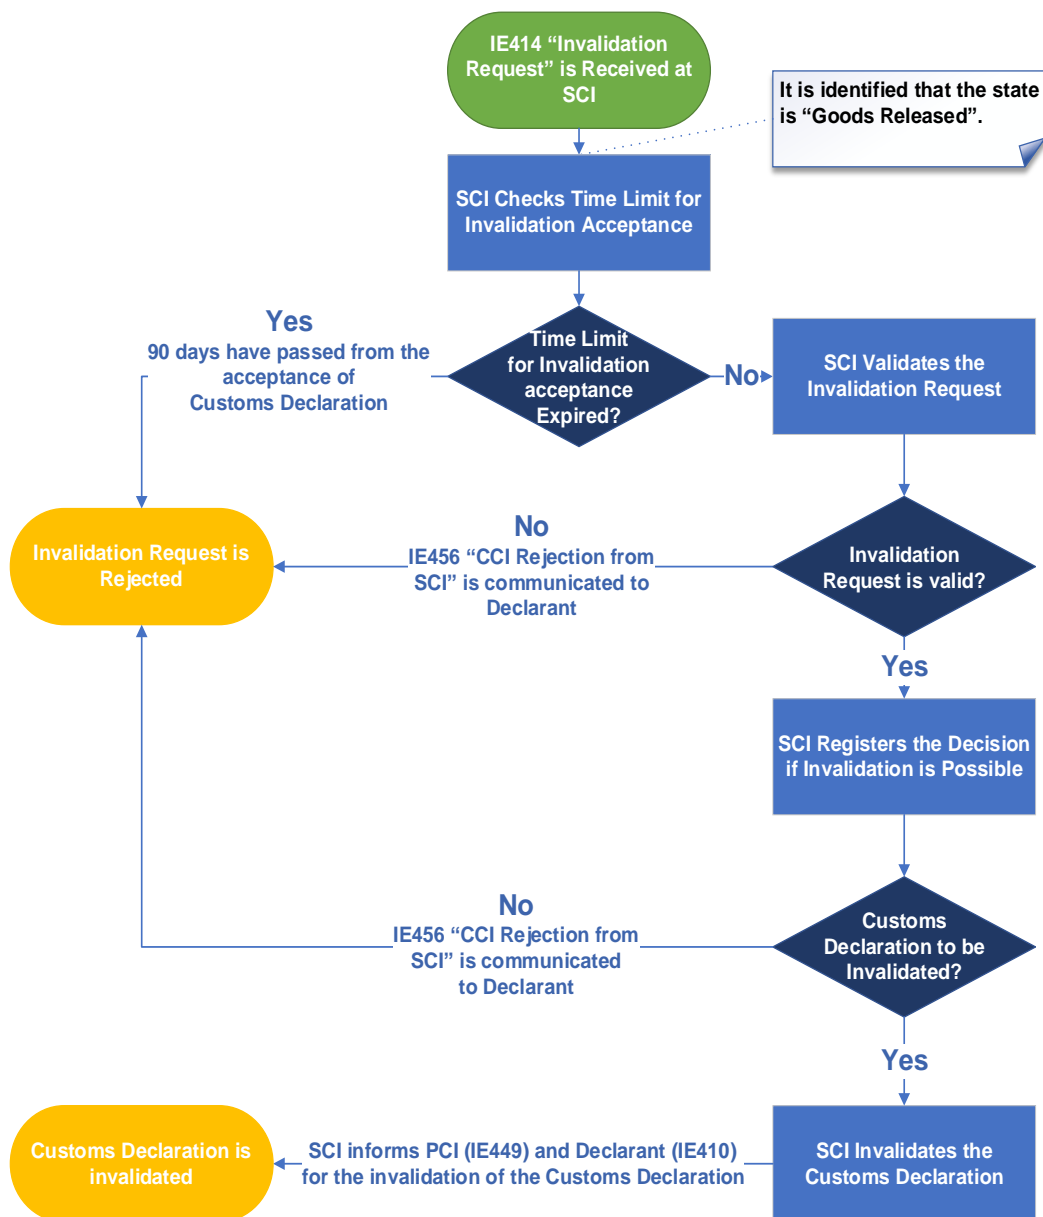 IE414 “Invalidation
Request” is Received at
SCI
It is identified that the state
is “Goods Released”.
SCI Checks Time Limit for
Invalidation Acceptance
Yes
90 days have passed from the
acceptance of
Customs Declaration
Time Limit
for Invalidation
acceptance
Expired?
No
SCI Validates the
Invalidation Request
Invalidation Request is
Rejected
No
IE456 “CCI Rejection from
SCI” is communicated to
Declarant
Invalidation
Request is valid?
Yes
SCI Registers the Decision
if Invalidation is Possible
No
IE456 “CCI Rejection from
SCI” is communicated
to Declarant
Customs
Declaration to be
Invalidated?
Yes
Customs Declaration is
invalidated
SCI informs PCI (IE449) and Declarant (IE410)
for the invalidation of the Customs Declaration
SCI Invalidates the
Customs Declaration